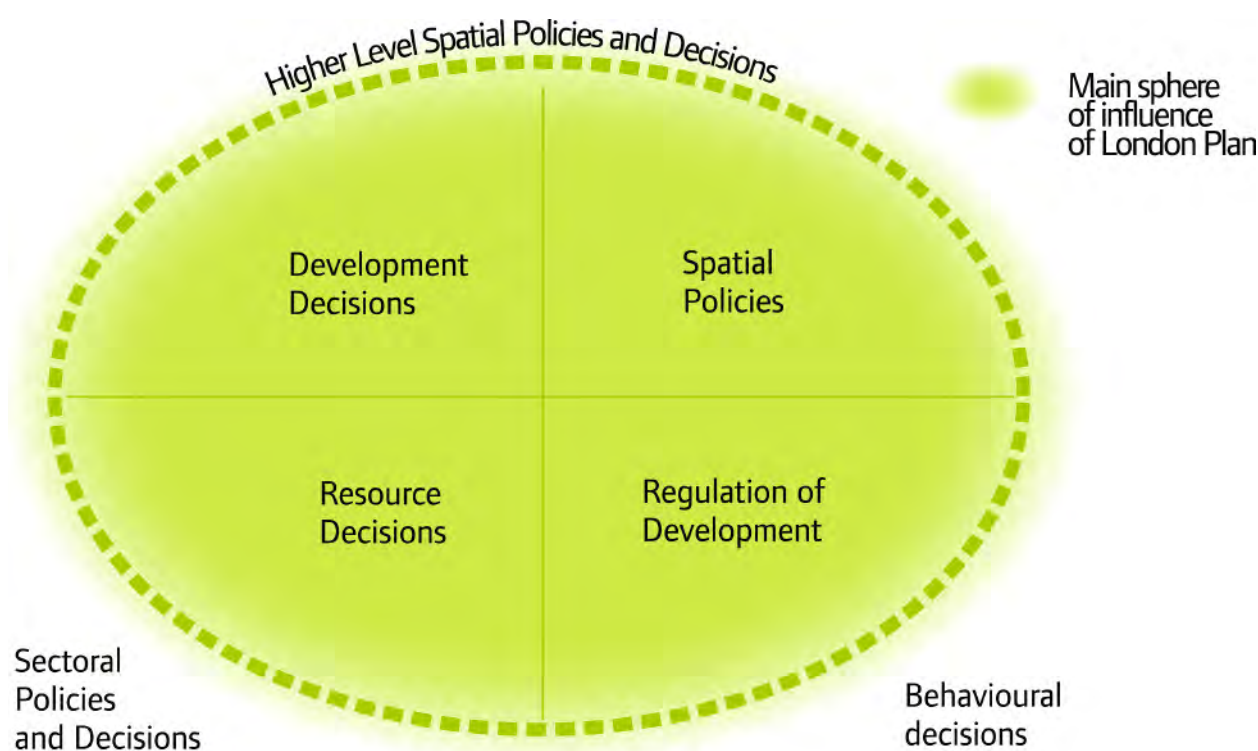 Higher Level Spatial Policies and Decisions
Main sphere
of influence
of London Plan
Development
Decisions
Spatial
Policies
Resource
Decisions
Regulation of
Development
Sectoral
Policies
and Decisions
Behavioural
decisions